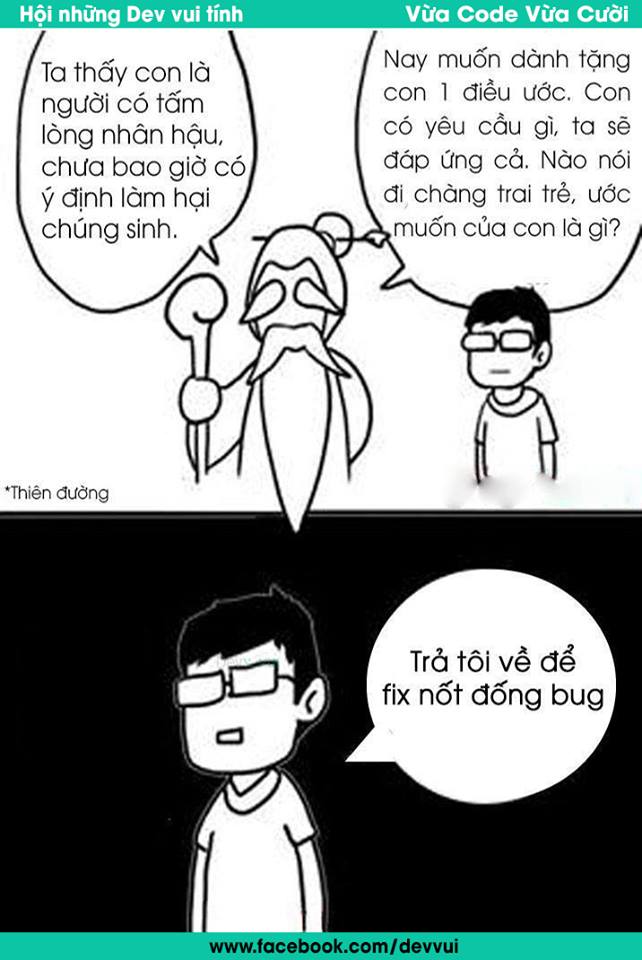 Hội những Dev vui tính
Vừa Code Vừa Cười
Ta thấy con là
người có tấm
lòng nhân hậu,
chưa bao giờ có
ý định làm hại
chúng sinh.
Nay muốn dành tặng
con 1 điều ước. Con
có yêu cầu gì, ta sẽ
đáp ứng cả. Nào nói
đi chàng trai trẻ, ước
muốn của con là gì?
*Thiên đường
Trả tôi về để
fix nốt đống bug
www.facebook.com/devvui